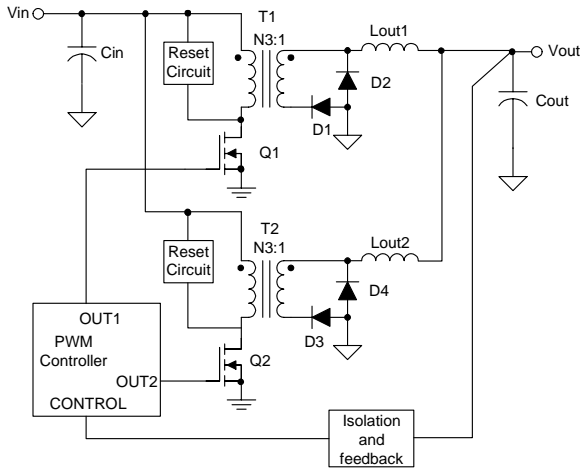 Vin
T1
N3:1
Lout1
Vout
Cin
Reset
Circuit
D2
D1
Cout
Q1
T2
N3:1
Lout2
Reset
Circuit
D4
D3
OUT1
PWM
Controller
Q2
OUT2
CONTROL
Isolation
and
feedback